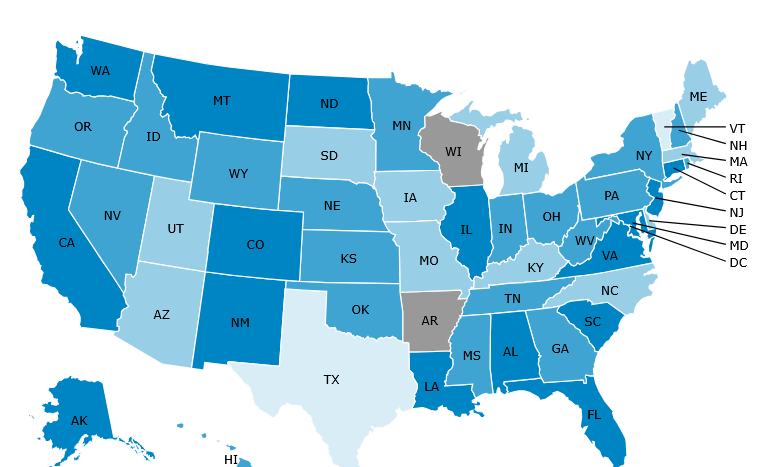 WA
MT
ND
MN
ME
OR
ID
SD
WI
MI
NY
VT
NH
MA
RI
CT
NJ
DE
MD
DC
WY
NV
UT
CO
NE
IA
IL
IN
OH
PA
CA
KS
MO
KY
WV
VA
AZ
NM
OK
AR
TN
NC
SC
TX
LA
MS
AL
GA
FL
AK
HI